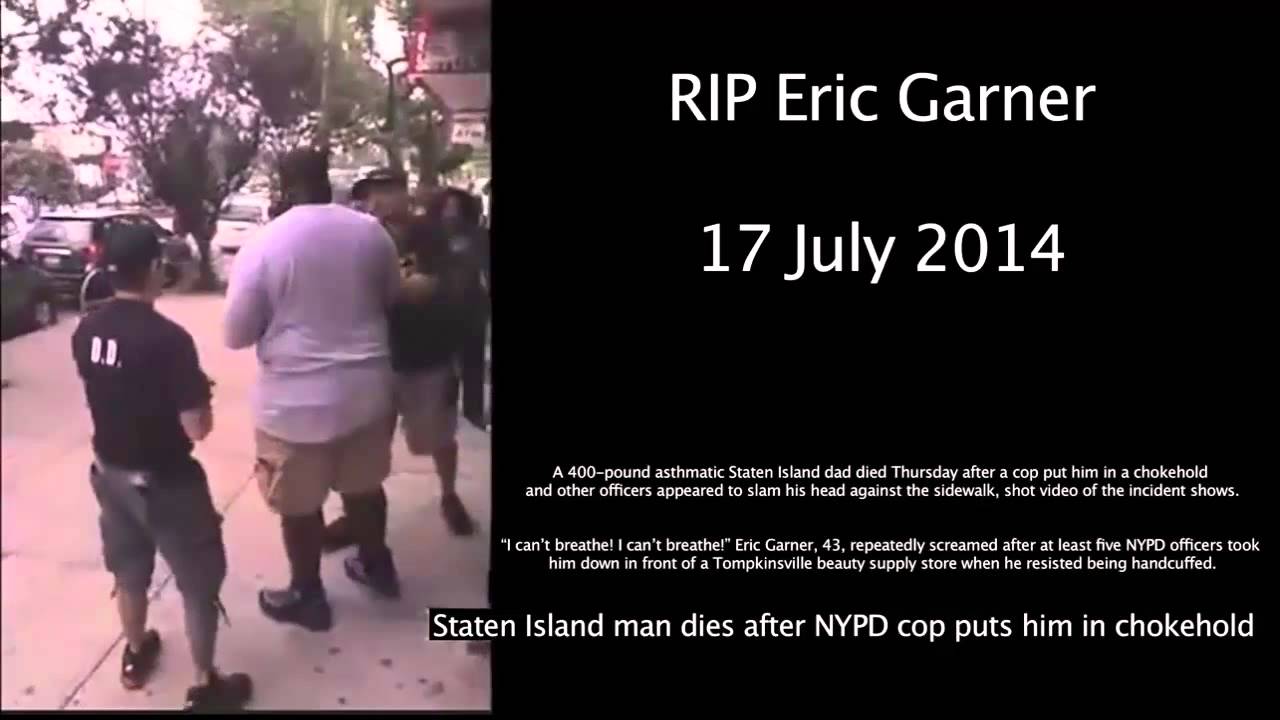 RIP Eric Garner
17 July 2014
D.D.
A 400-pound asthmatic Staten Island dad died Thursday after a cop put him in a chokehold
and other officers appeared to slam his head against the sidewalk, shot video of the incident shows.
“I can’t breathe! I can’t breathe!” Eric Garner, 43, repeatedly screamed after at least five NYPD officers took
him down in front of a Tompkinsville beauty supply store when he resisted being handcuffed.
Staten Island man dies after NYPD cop puts him in chokehold